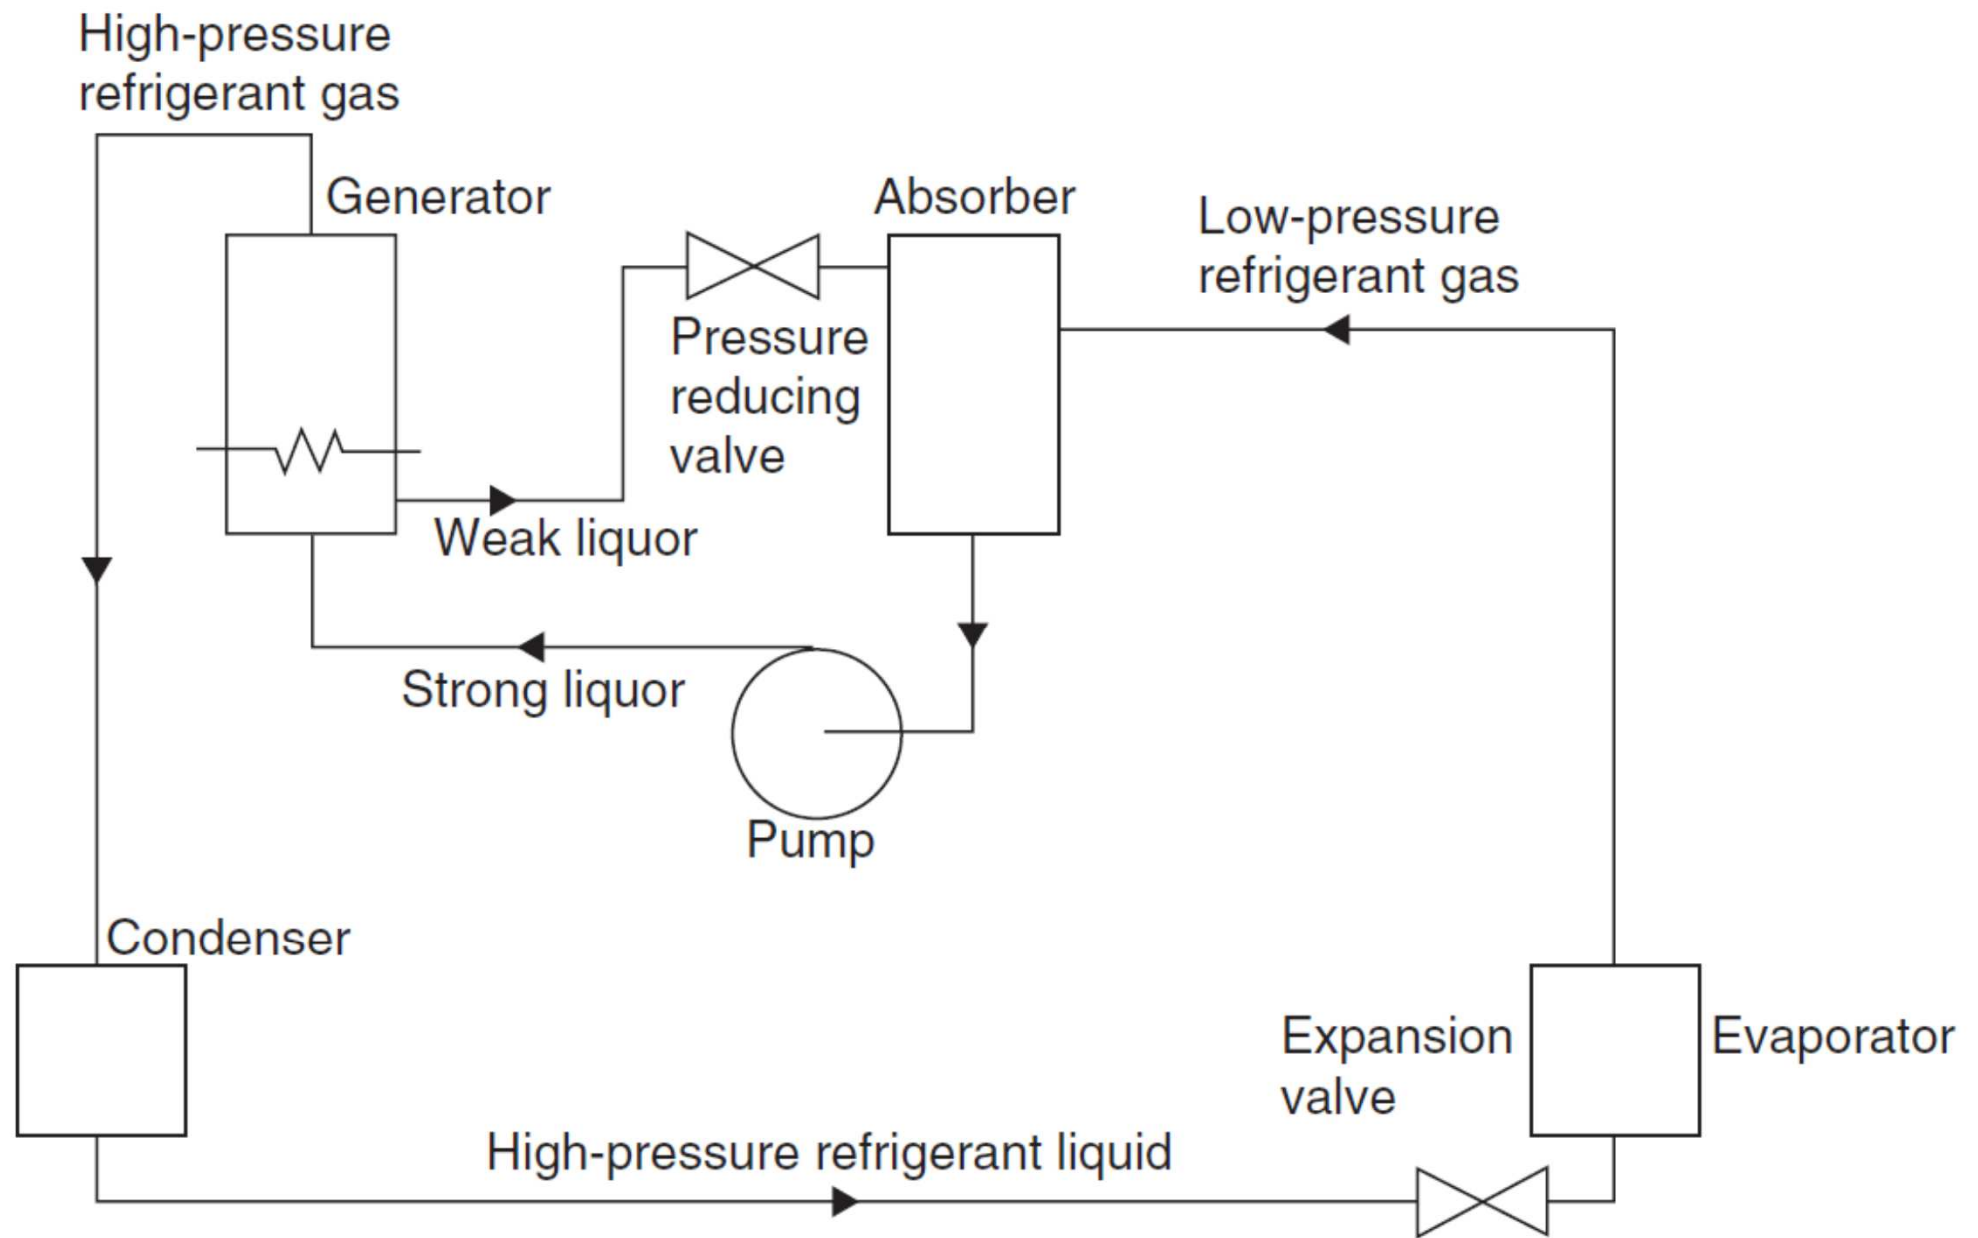 High-pressure
refrigerant gas
Generator
Absorber
Low-pressure
refrigerant gas
Pressure
reducing
valve
Weak liquor
Strong liquor
Pump
Condenser
Expansion
valve
Evaporator
High-pressure refrigerant liquid